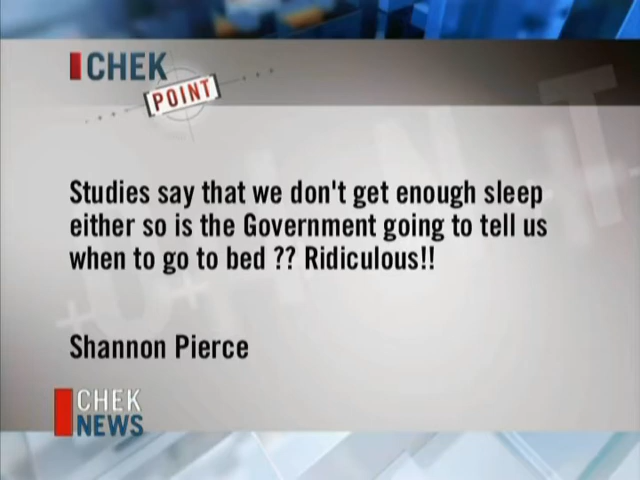 CHEK
POINT
Studies say that we don't get enough sleep
either so is the Government going to tell us
when to go to bed ?? Ridiculous!!
Shannon Pierce
CHEK
NEWS